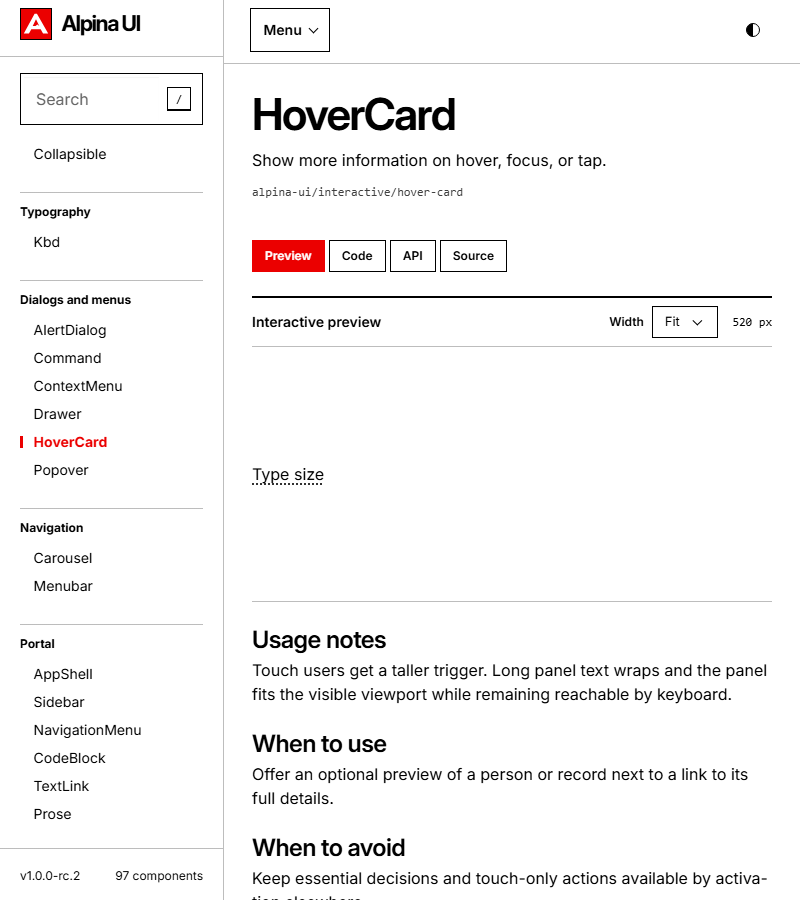 Alpina UI
Search /
Collapsible
Typography
Kbd
Dialogs and menus
AlertDialog
Command
ContextMenu
Drawer
HoverCard
Popover
Navigation
Carousel
Menubar
Portal
AppShell
Sidebar
NavigationMenu
CodeBlock
TextLink
Prose
v1.0.0-rc.2 97 components
Menu
HoverCard
Show more information on hover, focus, or tap.
alpina-ui/interactive/hover-card
Preview Code API Source
Interactive preview Width Fit 520 px
Type size
Usage notes
Touch users get a taller trigger. Long panel text wraps and the panel
fits the visible viewport while remaining reachable by keyboard.
When to use
Offer an optional preview of a person or record next to a link to its
full details.
When to avoid
Keep essential decisions and touch-only actions available by activa-
tion elsewhere.